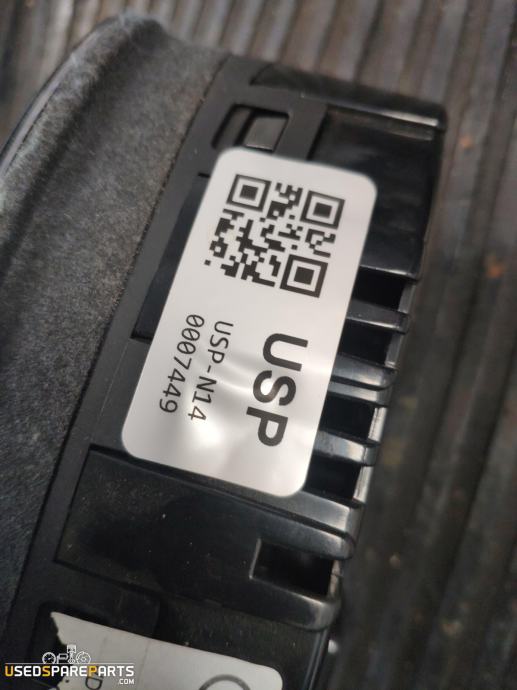 USP
USP-N14
0007449
USEDSPAREPARTS
.COM